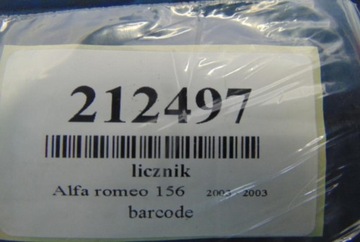 212497
licznik
Alfa romeo 156 2003 - 2003
barcode